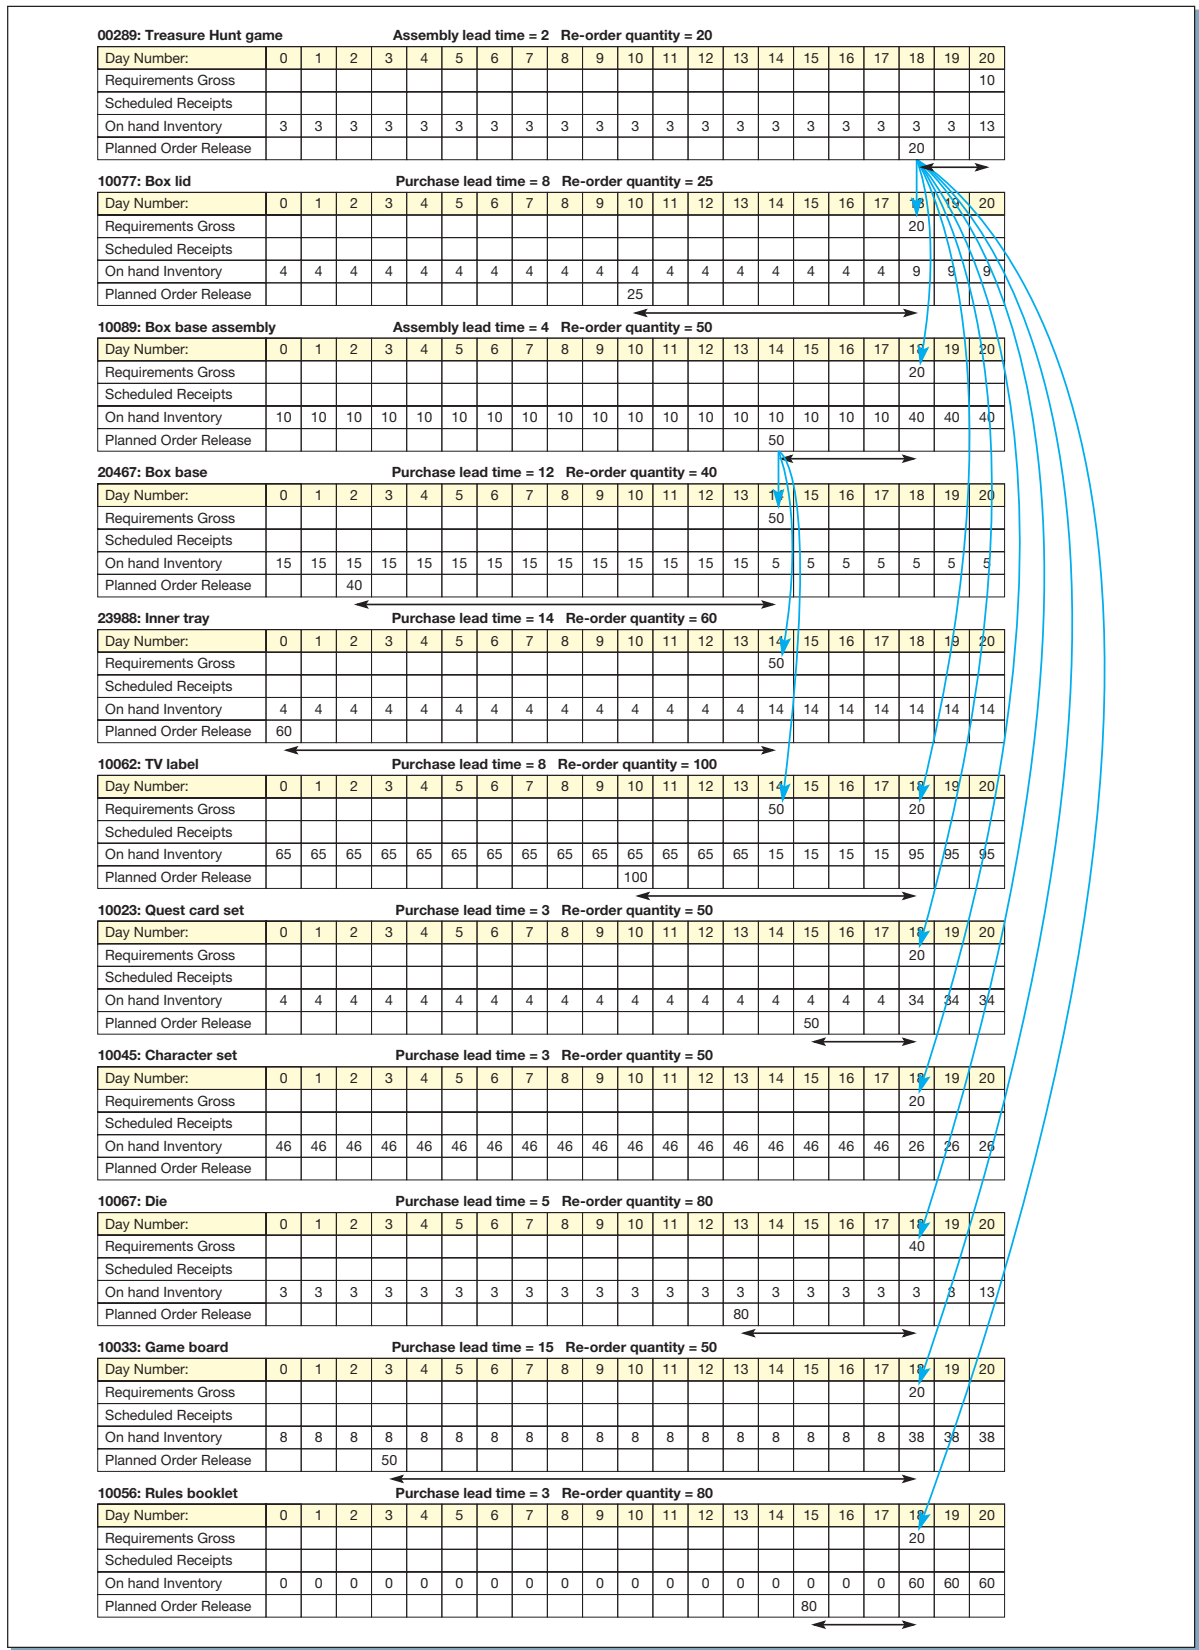 00289: Treasure Hunt game Assembly lead time = 2 Re-order quantity = 20
Day Number: 0 1 2 3 4 5 6 7 8 9 10 11 12 13 14 15 16 17 18 19 20
Requirements Gross 10
Scheduled Receipts
On hand Inventory 3 3 3 3 3 3 3 3 3 3 3 3 3 3 3 3 3 3 3 3 13
Planned Order Release 20
10077: Box lid Purchase lead time = 8 Re-order quantity = 25
Day Number: 0 1 2 3 4 5 6 7 8 9 10 11 12 13 14 15 16 17 18 19 20
Requirements Gross 20
Scheduled Receipts
On hand Inventory 4 4 4 4 4 4 4 4 4 4 4 4 4 4 4 4 4 4 9 9 9
Planned Order Release 25
10089: Box base assembly Assembly lead time = 4 Re-order quantity = 50
Day Number: 0 1 2 3 4 5 6 7 8 9 10 11 12 13 14 15 16 17 18 19 20
Requirements Gross 20
Scheduled Receipts
On hand Inventory 10 10 10 10 10 10 10 10 10 10 10 10 10 10 10 10 10 10 40 40 40
Planned Order Release 50
20467: Box base Purchase lead time = 12 Re-order quantity = 40
Day Number: 0 1 2 3 4 5 6 7 8 9 10 11 12 13 14 15 16 17 18 19 20
Requirements Gross 50
Scheduled Receipts
On hand Inventory 15 15 15 15 15 15 15 15 15 15 15 15 15 15 5 5 5 5 5 5 5
Planned Order Release 40
23988: Inner tray Purchase lead time = 14 Re-order quantity = 60
Day Number: 0 1 2 3 4 5 6 7 8 9 10 11 12 13 14 15 16 17 18 19 20
Requirements Gross 50
Scheduled Receipts
On hand Inventory 4 4 4 4 4 4 4 4 4 4 4 4 4 4 14 14 14 14 14 14 14
Planned Order Release 60
10062: TV label Purchase lead time = 8 Re-order quantity = 100
Day Number: 0 1 2 3 4 5 6 7 8 9 10 11 12 13 14 15 16 17 18 19 20
Requirements Gross 50 20
Scheduled Receipts
On hand Inventory 65 65 65 65 65 65 65 65 65 65 65 65 65 65 15 15 15 15 95 95 95
Planned Order Release 100
10023: Quest card set Purchase lead time = 3 Re-order quantity = 50
Day Number: 0 1 2 3 4 5 6 7 8 9 10 11 12 13 14 15 16 17 18 19 20
Requirements Gross 20
Scheduled Receipts
On hand Inventory 4 4 4 4 4 4 4 4 4 4 4 4 4 4 4 4 4 4 34 34 34
Planned Order Release 50
10045: Character set Purchase lead time = 3 Re-order quantity = 50
Day Number: 0 1 2 3 4 5 6 7 8 9 10 11 12 13 14 15 16 17 18 19 20
Requirements Gross 20
Scheduled Receipts
On hand Inventory 46 46 46 46 46 46 46 46 46 46 46 46 46 46 46 46 46 46 26 26 26
Planned Order Release
10067: Die Purchase lead time = 5 Re-order quantity = 80
Day Number: 0 1 2 3 4 5 6 7 8 9 10 11 12 13 14 15 16 17 18 19 20
Requirements Gross 40
Scheduled Receipts
On hand Inventory 3 3 3 3 3 3 3 3 3 3 3 3 3 3 3 3 3 3 3 3 13
Planned Order Release 80
10033: Game board Purchase lead time = 15 Re-order quantity = 50
Day Number: 0 1 2 3 4 5 6 7 8 9 10 11 12 13 14 15 16 17 18 19 20
Requirements Gross 20
Scheduled Receipts
On hand Inventory 8 8 8 8 8 8 8 8 8 8 8 8 8 8 8 8 8 8 38 38 38
Planned Order Release 50
10056: Rules booklet Purchase lead time = 3 Re-order quantity = 80
Day Number: 0 1 2 3 4 5 6 7 8 9 10 11 12 13 14 15 16 17 18 19 20
Requirements Gross 20
Scheduled Receipts
On hand Inventory 0 0 0 0 0 0 0 0 0 0 0 0 0 0 0 0 0 0 60 60 60
Planned Order Release 80